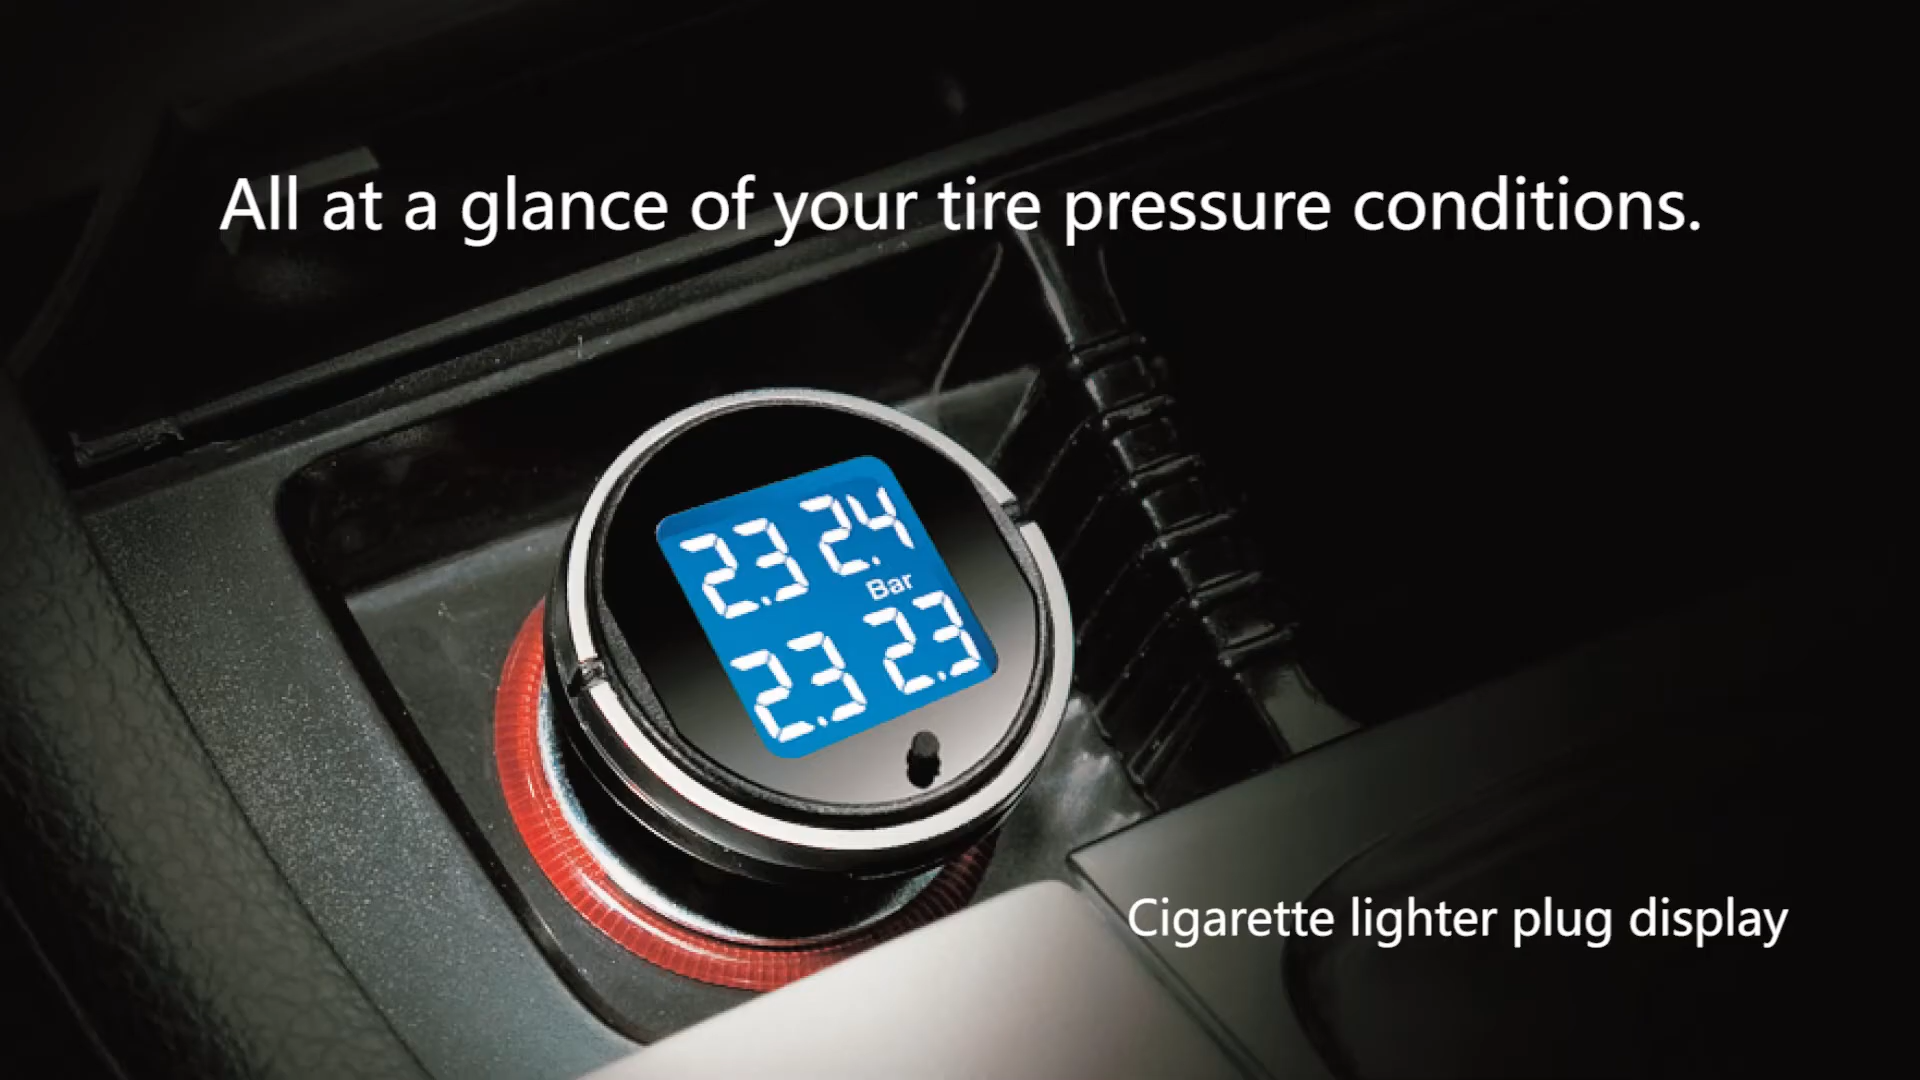 All at a glance of your tire pressure conditions.
2.3 2.4
Bar
2.3 2.3
Cigarette lighter plug display